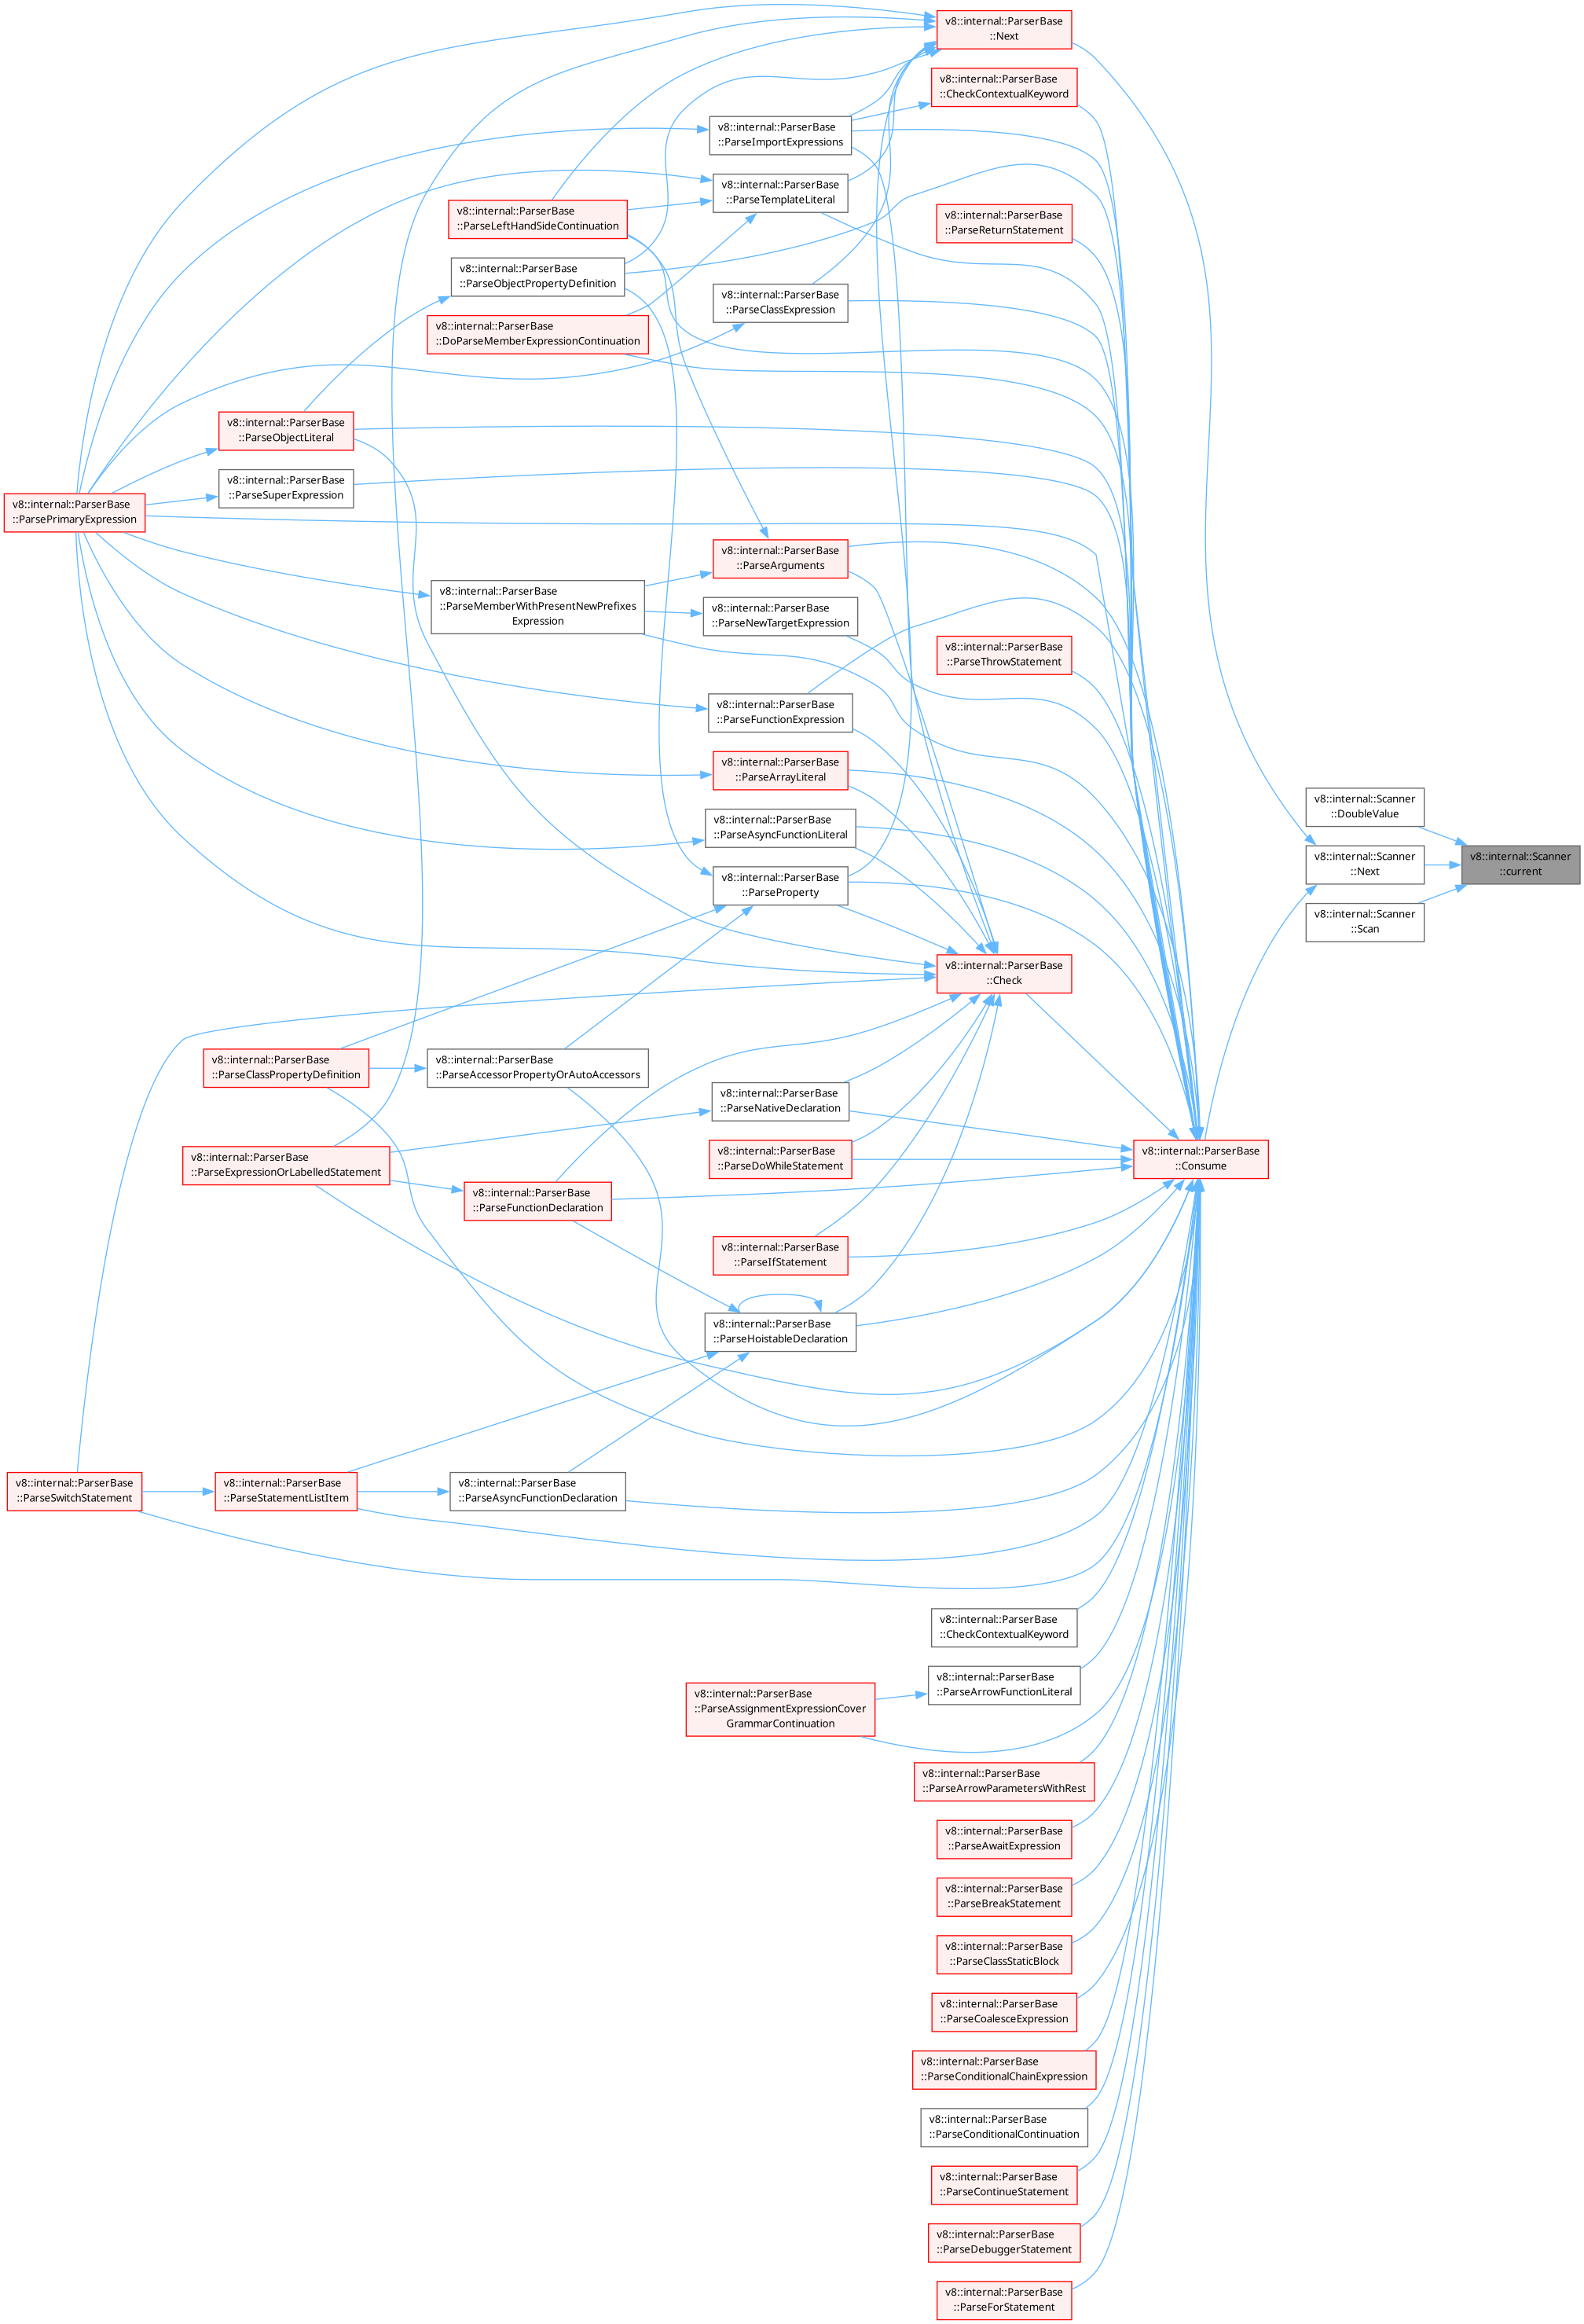 v8::internal::ParserBase
::Next
v8::internal::ParserBase
::CheckContextualKeyword
v8::internal::ParserBase
::ParseImportExpressions
v8::internal::ParserBase
::ParseTemplateLiteral
v8::internal::ParserBase
::ParseLeftHandSideContinuation
v8::internal::ParserBase
::ParseReturnStatement
v8::internal::ParserBase
::ParseObjectPropertyDefinition
v8::internal::ParserBase
::ParseClassExpression
v8::internal::ParserBase
::DoParseMemberExpressionContinuation
v8::internal::ParserBase
::ParseObjectLiteral
v8::internal::ParserBase
::ParseSuperExpression
v8::internal::ParserBase
::ParsePrimaryExpression
v8::internal::ParserBase
::ParseArguments
v8::internal::ParserBase
::ParseMemberWithPresentNewPrefixes
Expression
v8::internal::ParserBase
::ParseNewTargetExpression
v8::internal::ParserBase
::ParseThrowStatement
v8::internal::ParserBase
::ParseFunctionExpression
v8::internal::ParserBase
::ParseArrayLiteral
v8::internal::Scanner
::DoubleValue
v8::internal::ParserBase
::ParseAsyncFunctionLiteral
v8::internal::Scanner
::Next
v8::internal::Scanner
::current
v8::internal::ParserBase
::ParseProperty
v8::internal::Scanner
::Scan
v8::internal::ParserBase
::Check
v8::internal::ParserBase
::ParseClassPropertyDefinition
v8::internal::ParserBase
::ParseAccessorPropertyOrAutoAccessors
v8::internal::ParserBase
::ParseNativeDeclaration
v8::internal::ParserBase
::ParseExpressionOrLabelledStatement
v8::internal::ParserBase
::ParseDoWhileStatement
v8::internal::ParserBase
::Consume
v8::internal::ParserBase
::ParseFunctionDeclaration
v8::internal::ParserBase
::ParseIfStatement
v8::internal::ParserBase
::ParseHoistableDeclaration
v8::internal::ParserBase
::ParseSwitchStatement
v8::internal::ParserBase
::ParseStatementListItem
v8::internal::ParserBase
::ParseAsyncFunctionDeclaration
v8::internal::ParserBase
::CheckContextualKeyword
v8::internal::ParserBase
::ParseArrowFunctionLiteral
v8::internal::ParserBase
::ParseAssignmentExpressionCover
GrammarContinuation
v8::internal::ParserBase
::ParseArrowParametersWithRest
v8::internal::ParserBase
::ParseAwaitExpression
v8::internal::ParserBase
::ParseBreakStatement
v8::internal::ParserBase
::ParseClassStaticBlock
v8::internal::ParserBase
::ParseCoalesceExpression
v8::internal::ParserBase
::ParseConditionalChainExpression
v8::internal::ParserBase
::ParseConditionalContinuation
v8::internal::ParserBase
::ParseContinueStatement
v8::internal::ParserBase
::ParseDebuggerStatement
v8::internal::ParserBase
::ParseForStatement